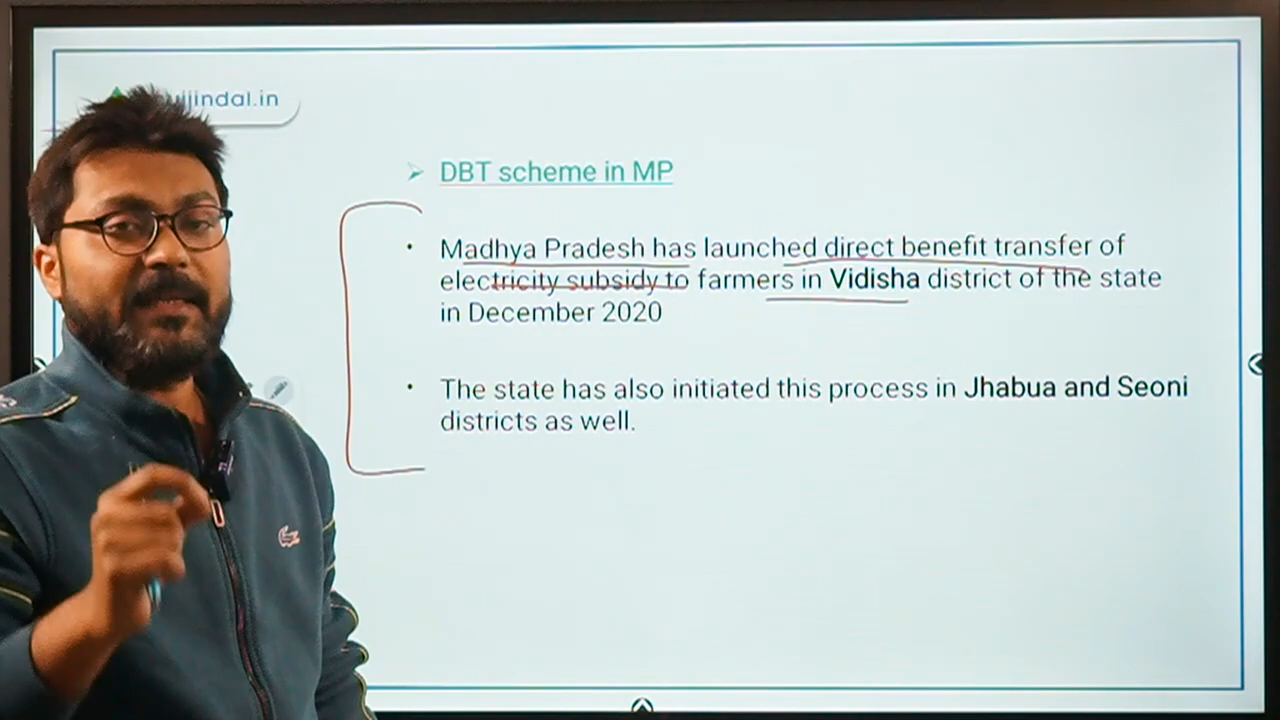 jindal.in
DBT scheme in MP
Madhya Pradesh has launched direct benefit transfer of
electricity subsidy to farmers in Vidisha district of the state
in December 2020
The state has also initiated this process in Jhabua and Seoni
districts as well.